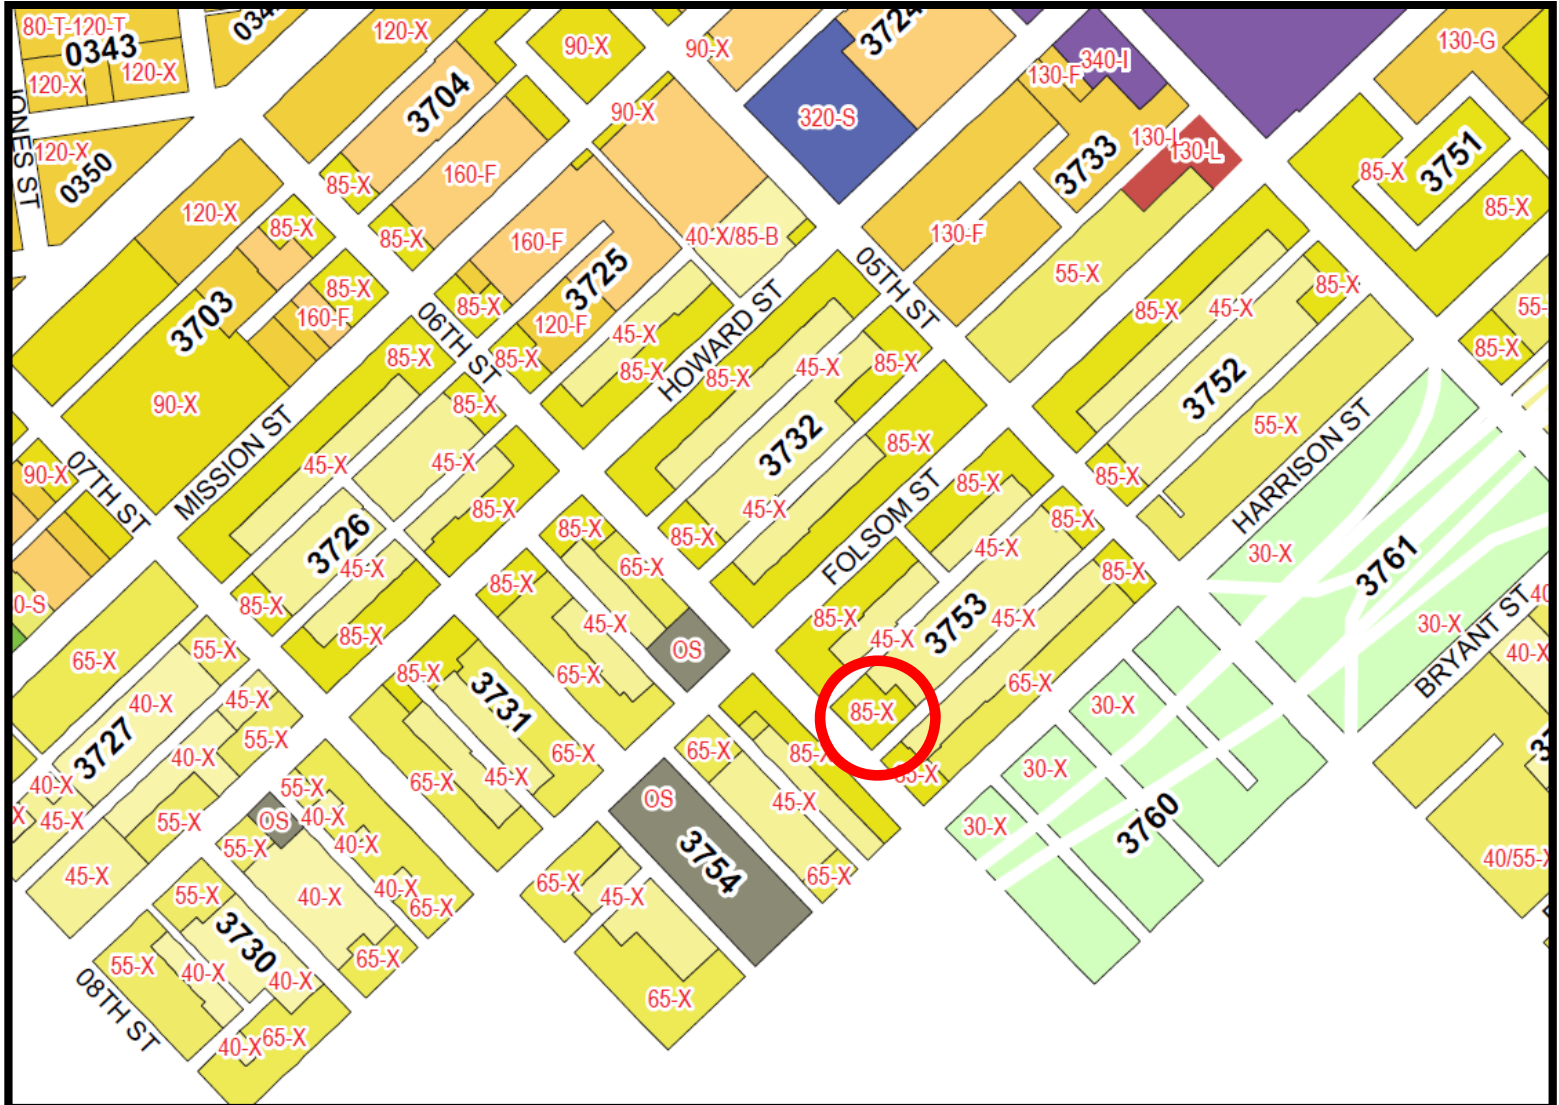 80-T-120-T
0343
120-X
120-X
034
120-X
3704
90-X
90-X
3724
340-I
130-F
130-G
JONES ST
120-X
0350
85-X
160-F
90-X
320-S
3733
130-L
130-L
85-X
3751
85-X
120-X
85-X
85-X
160-F
40-X/85-B
130-F
55-X
3703
85-X
160-F
06TH ST
85-X
3725
120-F
45-X
85-X
HOWARD ST
05TH ST
85-X
45-X
85-X
55-
85-X
85-X
85-X
85-X
45-X
85-X
3752
90-X
MISSION ST
85-X
3732
85-X
55-X
HARRISON ST
90-X
07TH ST
45-X
45-X
85-X
45-X
FOLSOM ST
85-X
85-X
3726
45-X
85-X
85-X
85-X
45-X
85-X
30-X
3761
0-S
85-X
85-X
85-X
65-X
45-X
85-X
3753
45-X
85-X
30-X
BRYANT ST
40
40-X
65-X
55-X
85-X
65-X
45-X
OS
45-X
65-X
3731
40-X
45-X
3727
40-X
55-X
85-X
30-X
40-X
X
45-X
55-X
55-X
OS
40-X
65-X
45-X
65-X
65-X
OS
85-X
45-X
30-X
30-X
3760
45-X
55-X
40-X
3754
40/55-X
55-X
40-X
40-X
65-X
65-X
45-X
65-X
3730
55-X
40-X
40-X
65-X
08TH ST
65-X
40-X
65-X